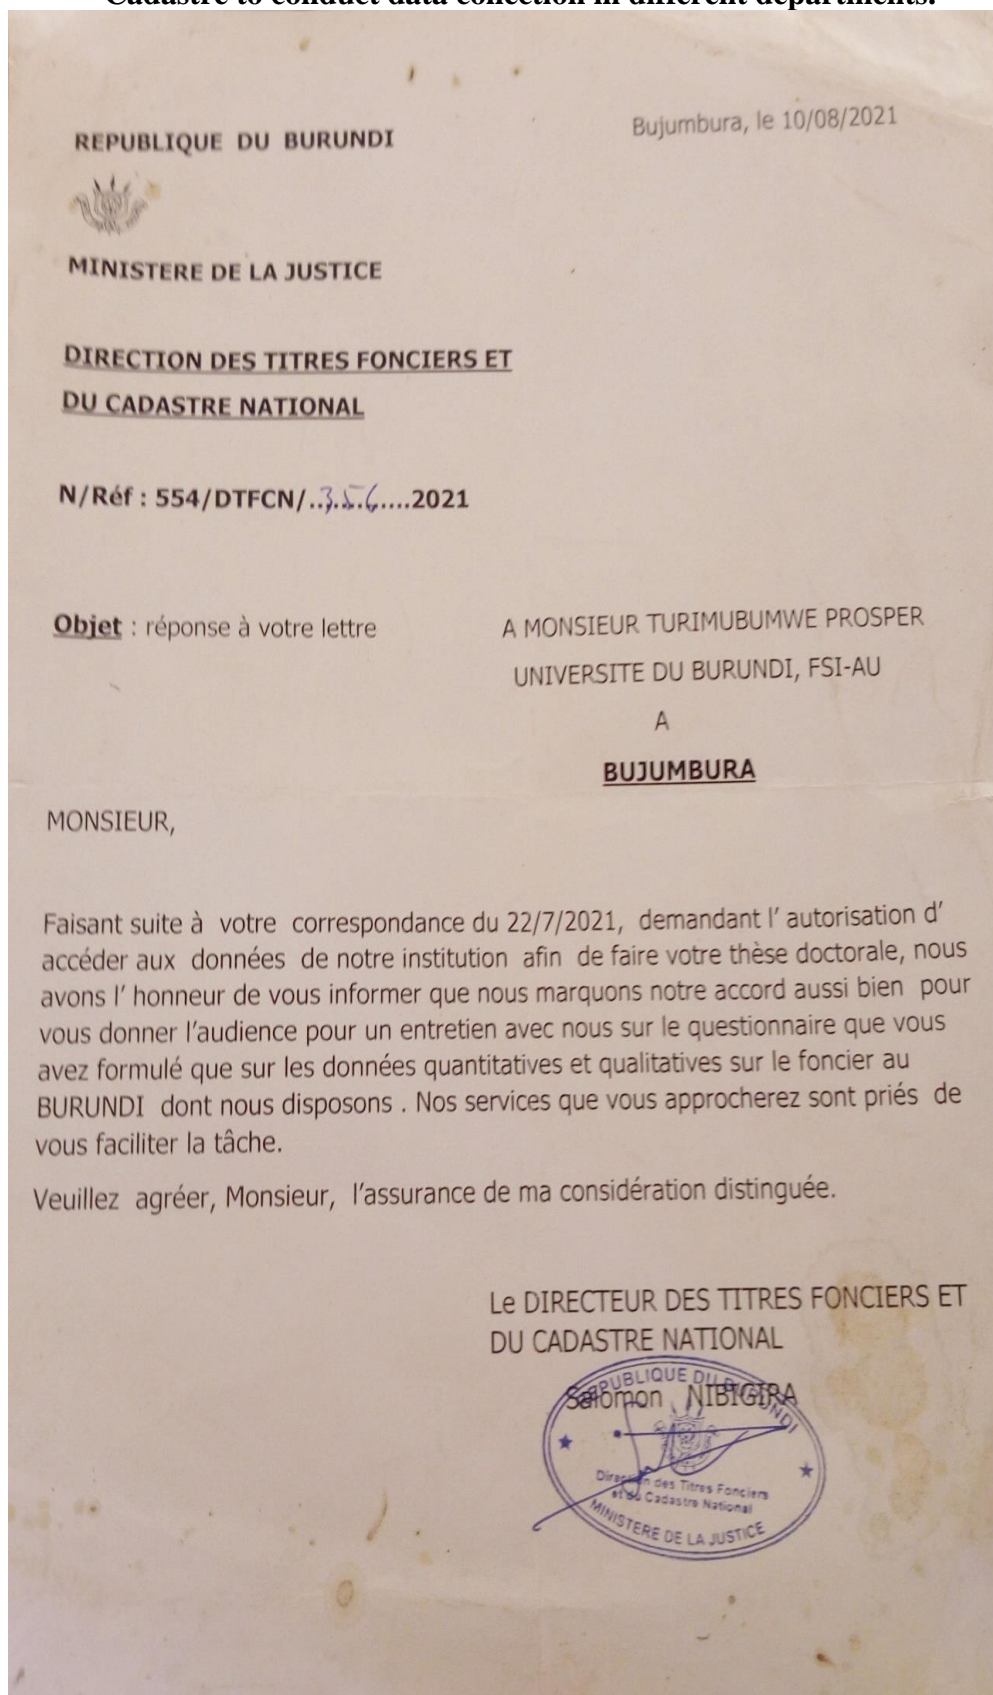 Cadastre to conduct data collection in different departments.
REPUBLIQUE DU BURUNDI
Bujumbura, le 10/08/2021
MINISTERE DE LA JUSTICE
DIRECTION DES TITRES FONCIERS ET
DU CADASTRE NATIONAL
N/Réf : 554/DTFCN/..356....2021
Objet : réponse à votre lettre
A MONSIEUR TURIMUBUMWE PROSPER
UNIVERSITE DU BURUNDI, FSI-AU
A
BUJUMBURA
MONSIEUR,
Faisant suite à votre correspondance du 22/7/2021, demandant l' autorisation d'
accéder aux données de notre institution afin de faire votre thèse doctorale, nous
avons l' honneur de vous informer que nous marquons notre accord aussi bien pour
vous donner l'audience pour un entretien avec nous sur le questionnaire que vous
avez formulé que sur les données quantitatives et qualitatives sur le foncier au
BURUNDI dont nous disposons . Nos services que vous approcherez sont priés de
vous faciliter la tâche.
Veuillez agréer, Monsieur, l'assurance de ma considération distinguée.
Le DIRECTEUR DES TITRES FONCIERS ET
DU CADASTRE NATIONAL
Salomon NIBIGIRA
REPUBLIQUE DU BURUNDI
Direction des Titres Fonciers
et du Cadastre National
MINISTERE DE LA JUSTICE